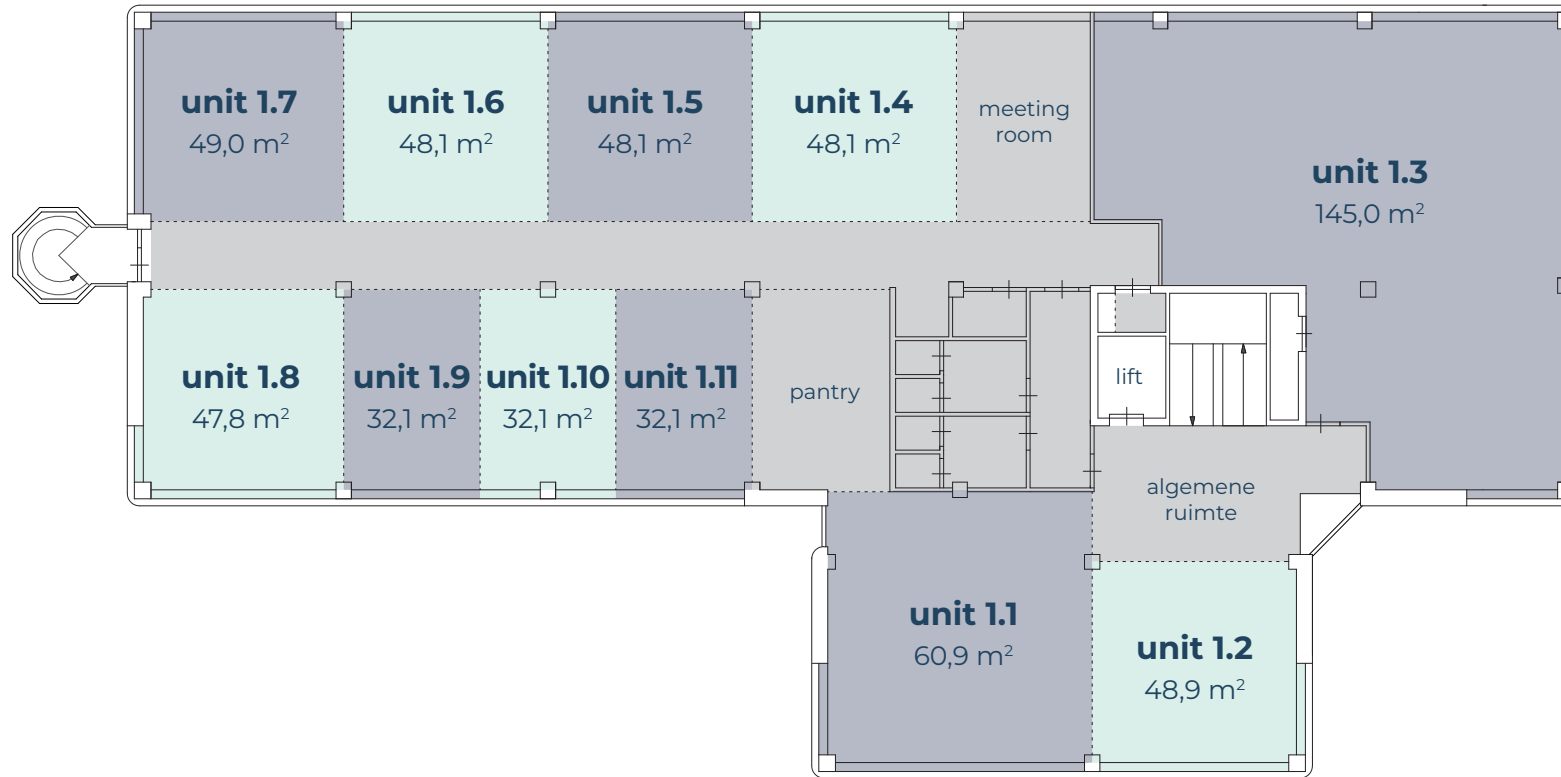 unit 1.7
49,0 m²
unit 1.6
48,1 m²
unit 1.5
48,1 m²
unit 1.4
48,1 m²
meeting
room
unit 1.3
145,0 m²
unit 1.8
47,8 m²
unit 1.9
32,1 m²
unit 1.10
32,1 m²
unit 1.11
32,1 m²
pantry
lift
algemene
ruimte
unit 1.1
60,9 m²
unit 1.2
48,9 m²